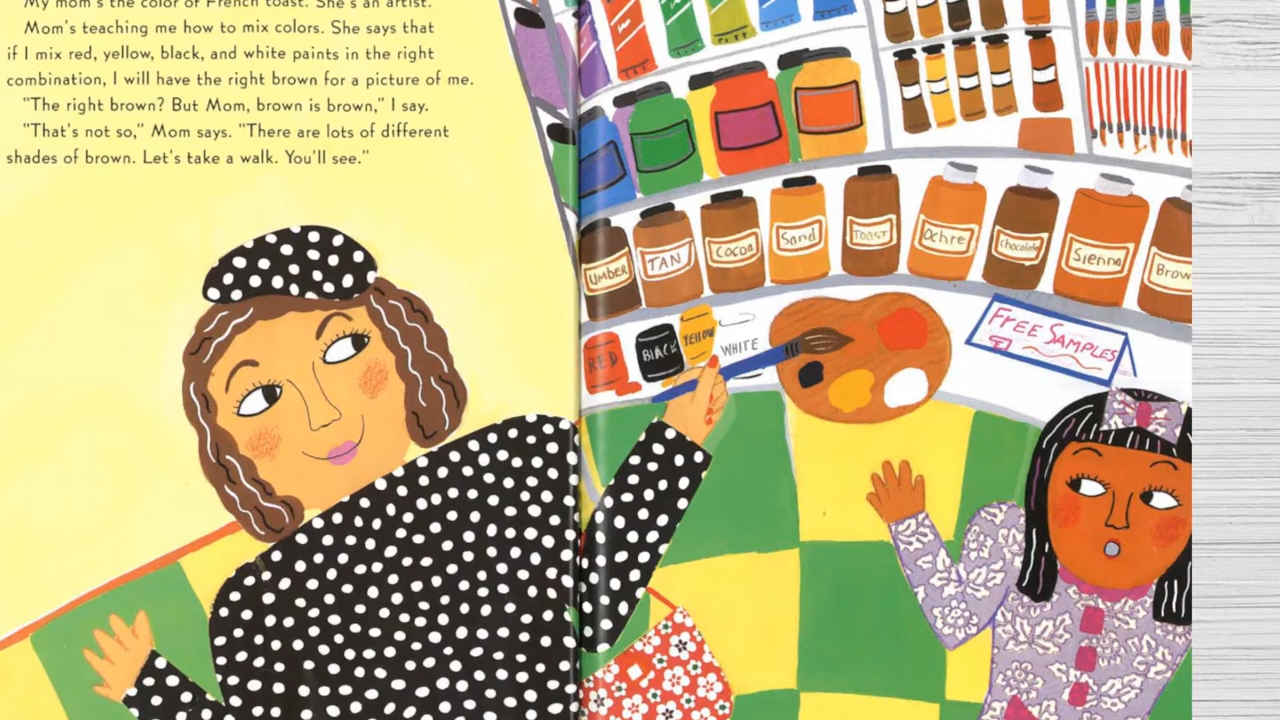 My mom's the color of French toast. She's an artist.
Mom's teaching me how to mix colors. She says that
if I mix red, yellow, black, and white paints in the right
combination, I will have the right brown for a picture of me.
"The right brown? But Mom, brown is brown," I say.
"That's not so," Mom says. "There are lots of different
shades of brown. Let's take a walk. You'll see."
UMBER
TAN
Cocoa
Sand
TOAST
Ochre
Chocolate
Sienna
Brow
RED
BLACK
YELLOW
WHITE
FREE SAMPLES